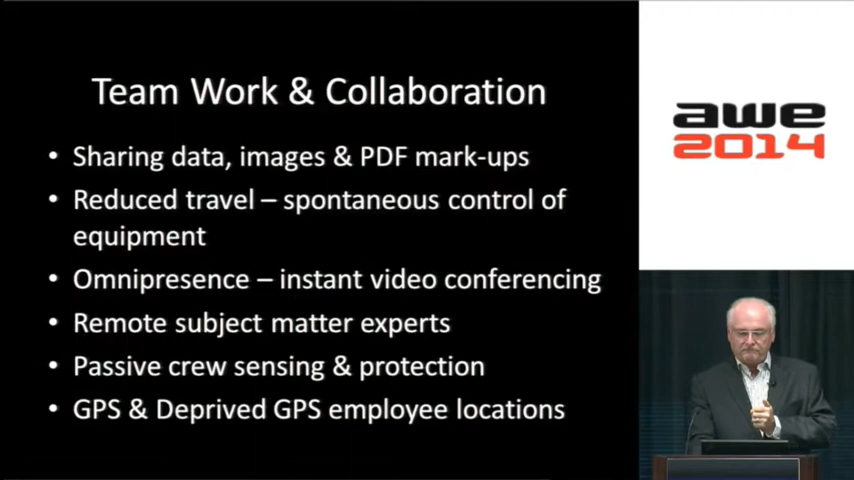 Team Work & Collaboration
• Sharing data, images & PDF mark-ups
• Reduced travel – spontaneous control of
equipment
• Omnipresence – instant video conferencing
• Remote subject matter experts
• Passive crew sensing & protection
• GPS & Deprived GPS employee locations
awe
2014